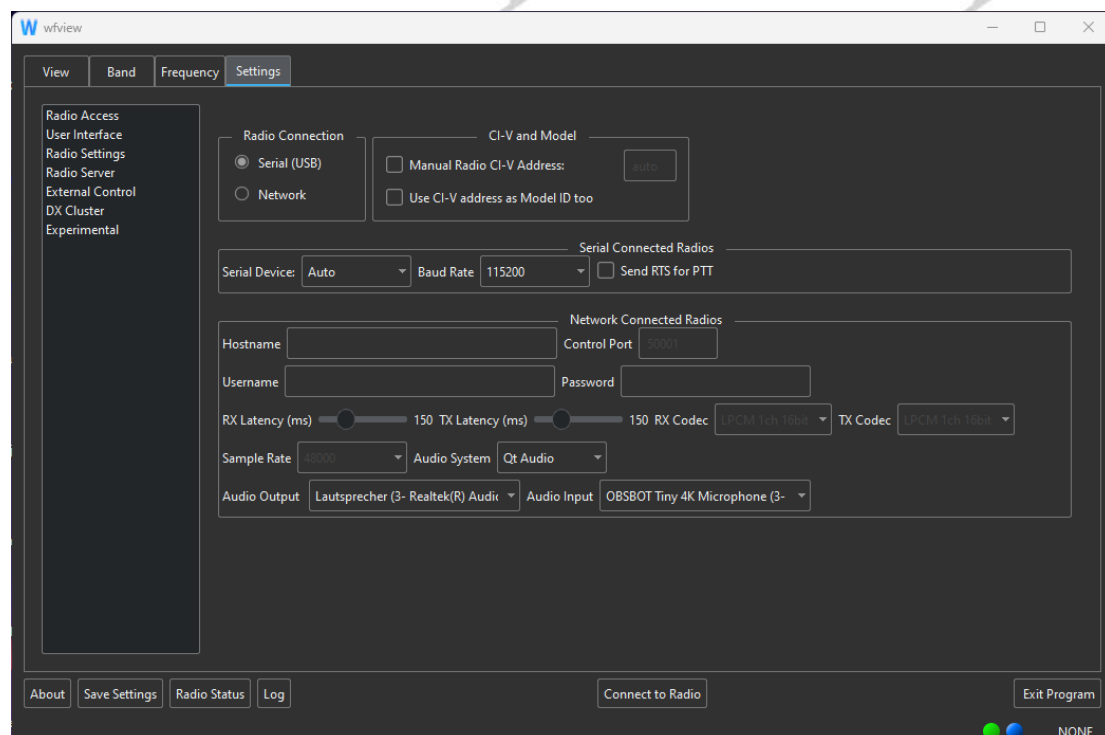 W wfview
View Band Frequency Settings
Radio Access
User Interface
Radio Settings
Radio Server
External Control
DX Cluster
Experimental
Radio Connection
Serial (USB)
Network
CI-V and Model
Manual Radio CI-V Address: auto
Use CI-V address as Model ID too
Serial Connected Radios
Serial Device: Auto Baud Rate 115200 Send RTS for PTT
Network Connected Radios
Hostname Control Port 50001
Username Password
RX Latency (ms) 150 TX Latency (ms) 150 RX Codec LPCM 1ch 16bit TX Codec LPCM 1ch 16bit
Sample Rate 48000 Audio System Qt Audio
Audio Output Lautsprecher (3- Realtek(R) Audic Audio Input OBSBOT Tiny 4K Microphone (3-
About Save Settings Radio Status Log Connect to Radio Exit Program
NONE